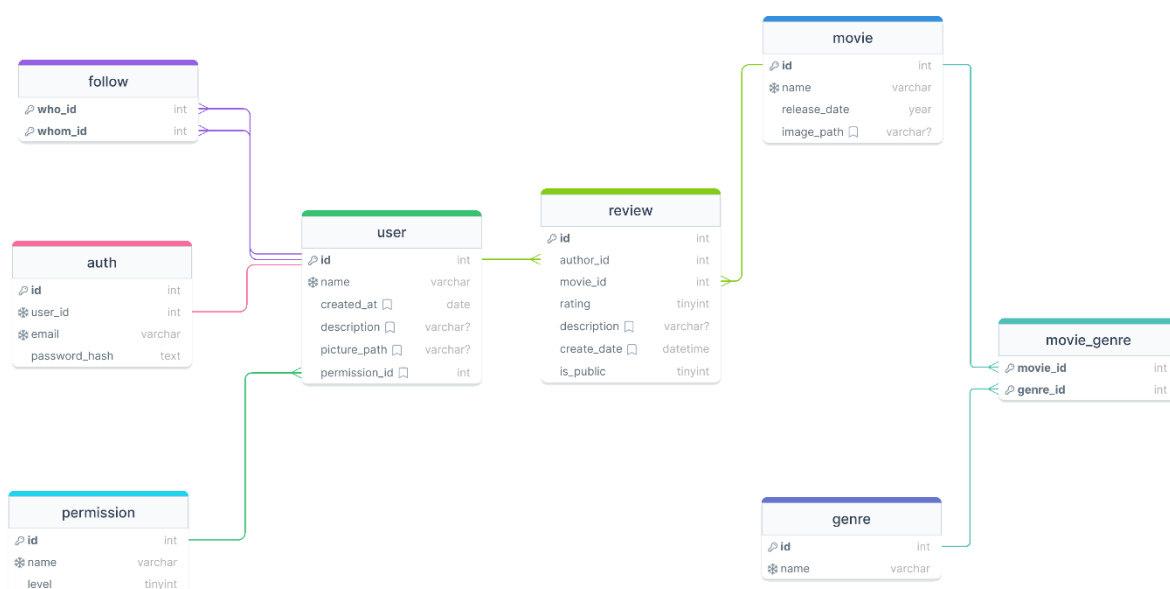 follow
who_id int
whom_id int
auth
id int
user_id int
email varchar
password_hash text
permission
id int
name varchar
level tinyint
user
id int
name varchar
created_at date
description varchar?
picture_path varchar?
permission_id int
review
id int
author_id int
movie_id int
rating tinyint
description varchar?
create_date datetime
is_public tinyint
movie
id int
name varchar
release_date year
image_path varchar?
genre
id int
name varchar
movie_genre
movie_id int
genre_id int